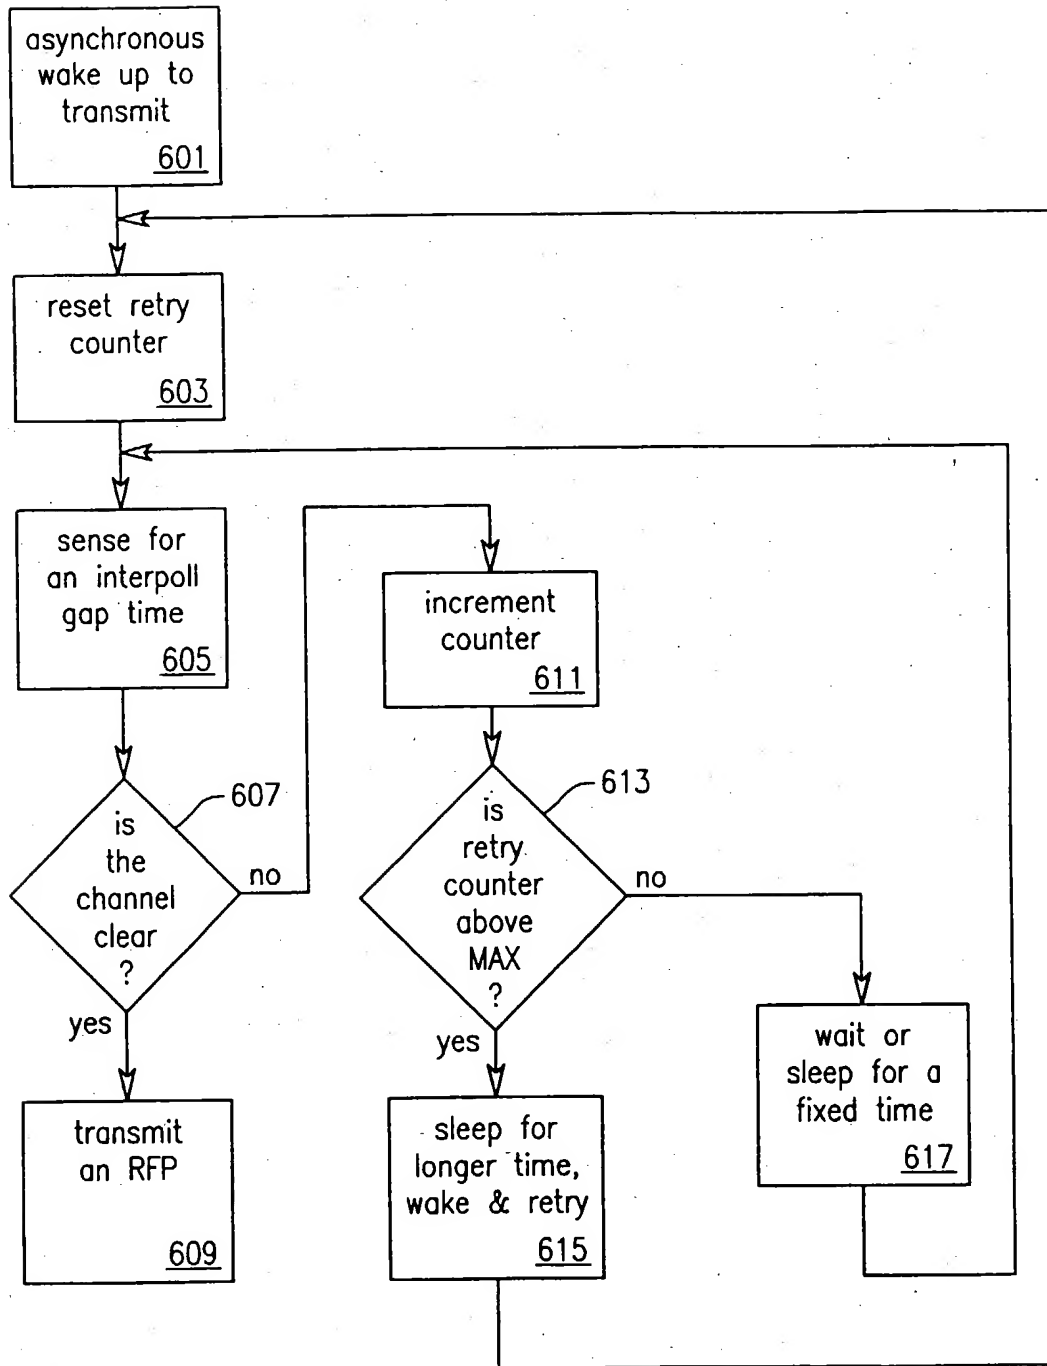 asynchronous
wake up to
transmit
601
reset retry
counter
603
sense for
an interpoll
gap time
605
is
the
channel
clear
?
607
no
yes
transmit
an RFP
609
increment
counter
611
is
retry
counter
above
MAX
?
613
no
yes
sleep for
longer time,
wake & retry
615
wait or
sleep for a
fixed time
617